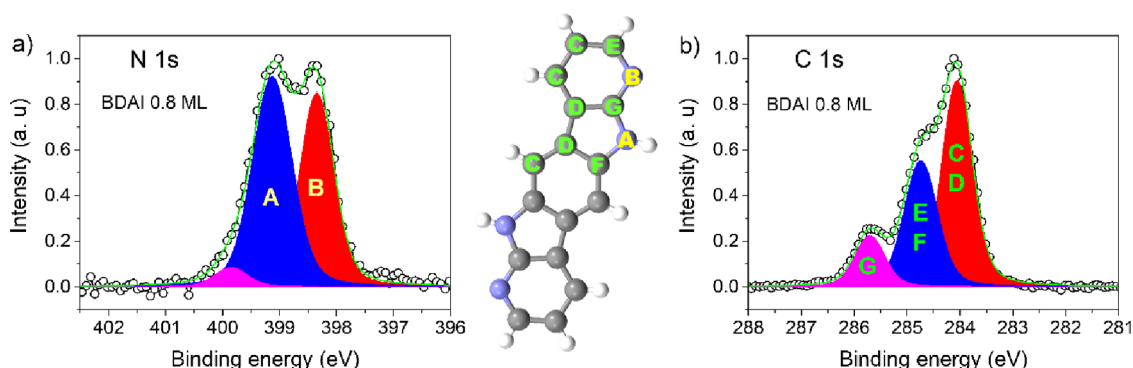 a)
N 1s
BDAI 0.8 ML
A
B
Intensity (a. u)
1.0
0.8
0.6
0.4
0.2
0.0
402 401 400 399 398 397 396
Binding energy (eV)
C E
C B
D G
D A
C F
b)
C 1s
BDAI 0.8 ML
C
D
E
F
G
Intensity (a. u)
1.0
0.8
0.6
0.4
0.2
0.0
288 287 286 285 284 283 282 281
Binding energy (eV)